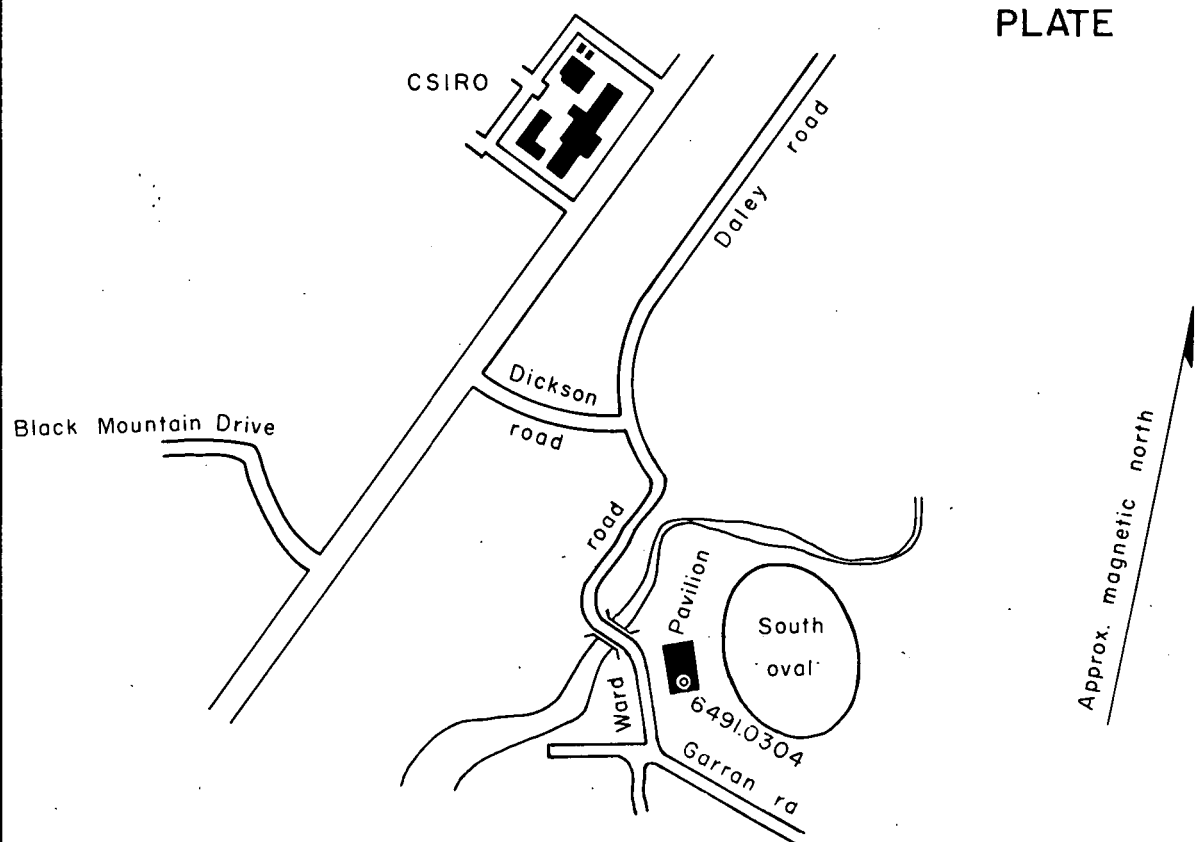 PLATE
CSIRO
Daley road
Dickson
road
Black Mountain Drive
Ward road
Pavilion
South
oval
6491.0304
Garran rd
Approx. magnetic north